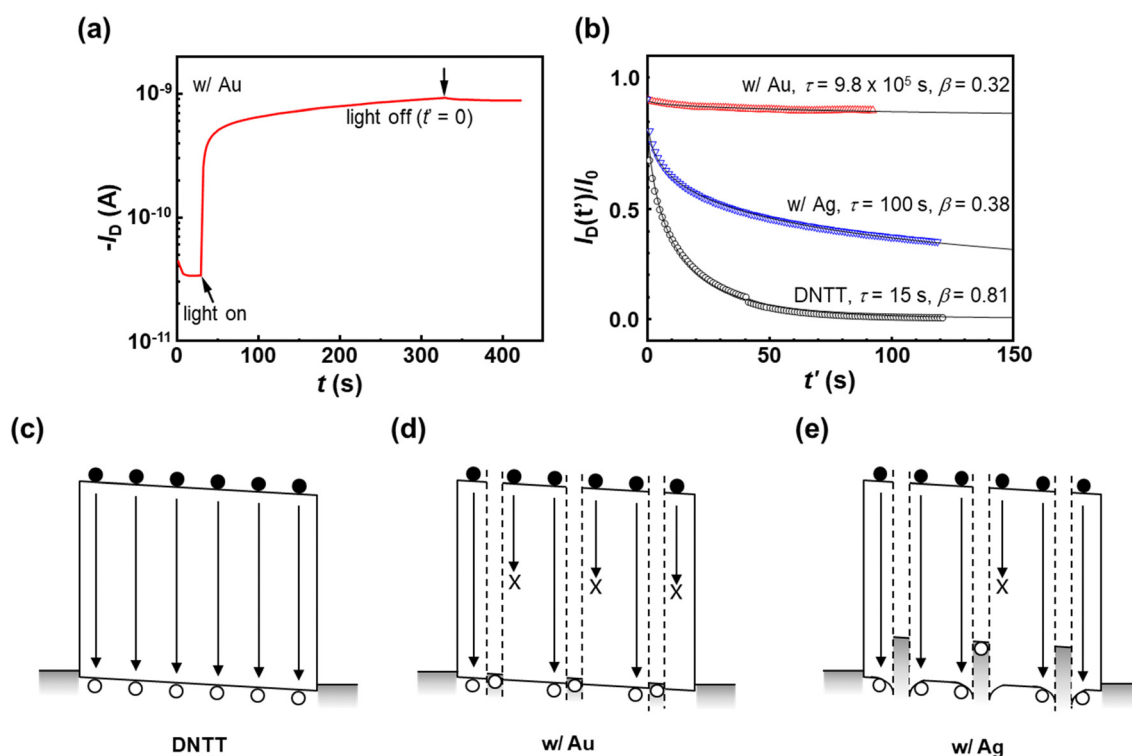 (a)
w/ Au
10⁻⁹
light off (t' = 0)
10⁻¹⁰
light on
10⁻¹¹
-I_D (A)
0 100 200 300 400
t (s)
(b)
1.0
w/ Au, τ = 9.8 x 10⁵ s, β = 0.32
0.5
w/ Ag, τ = 100 s, β = 0.38
DNTT, τ = 15 s, β = 0.81
0.0
I_D(t')/I_0
0 50 100 150
t' (s)
(c)
DNTT
(d)
X X X
w/ Au
(e)
X
w/ Ag